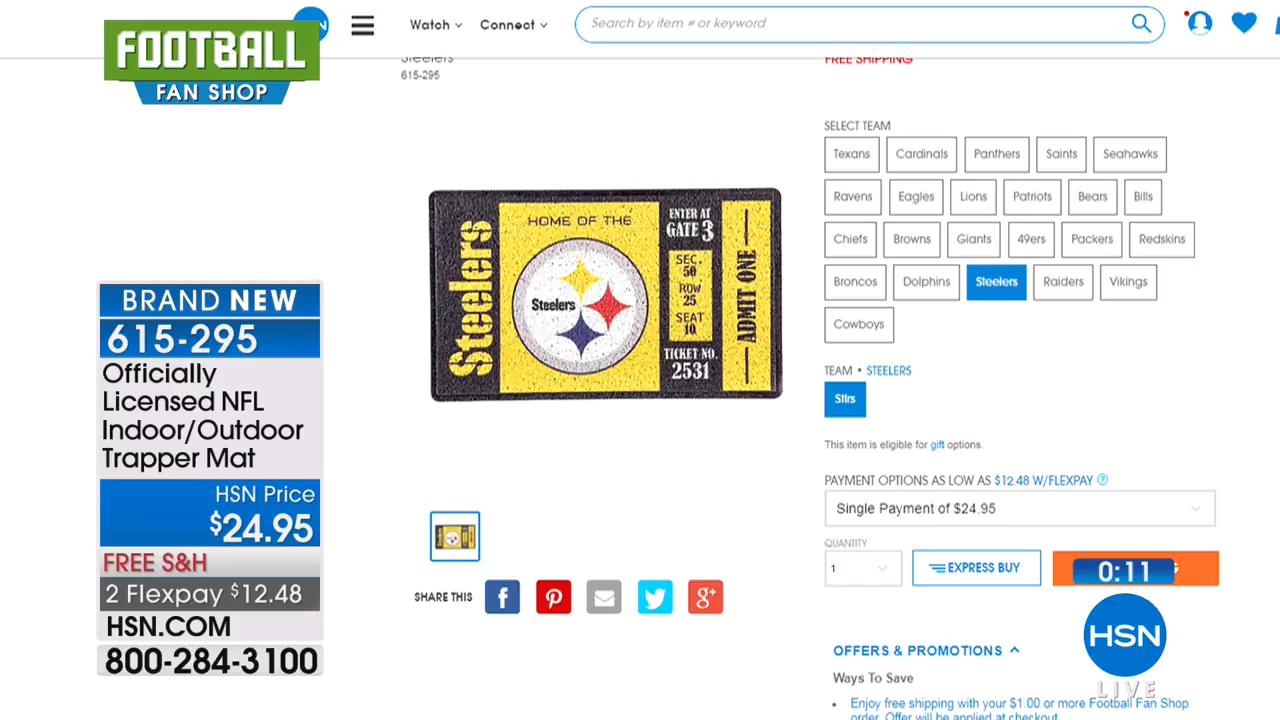 FOOTBALL
FAN SHOP
Watch
Connect
Search by item # or keyword
Steelers
615-295
FREE SHIPPING
BRAND NEW
615-295
Officially
Licensed NFL
Indoor/Outdoor
Trapper Mat
HSN Price
$24.95
FREE S&H
2 Flexpay $12.48
HSN.COM
800-284-3100
Steelers
HOME OF THE
Steelers
ENTER AT
GATE 3
SEC.
50
ROW
25
SEAT
10
TICKET NO.
2531
ADMIT ONE
SHARE THIS
SELECT TEAM
Texans Cardinals Panthers Saints Seahawks
Ravens Eagles Lions Patriots Bears Bills
Chiefs Browns Giants 49ers Packers Redskins
Broncos Dolphins Steelers Raiders Vikings
Cowboys
TEAM • STEELERS
Stlrs
This item is eligible for gift options.
PAYMENT OPTIONS AS LOW AS $12.48 W/FLEXPAY
Single Payment of $24.95
QUANTITY
1
EXPRESS BUY
0:11
HSN
LIVE
OFFERS & PROMOTIONS
Ways To Save
• Enjoy free shipping with your $1.00 or more Football Fan Shop
order. Offer will be applied at checkout.